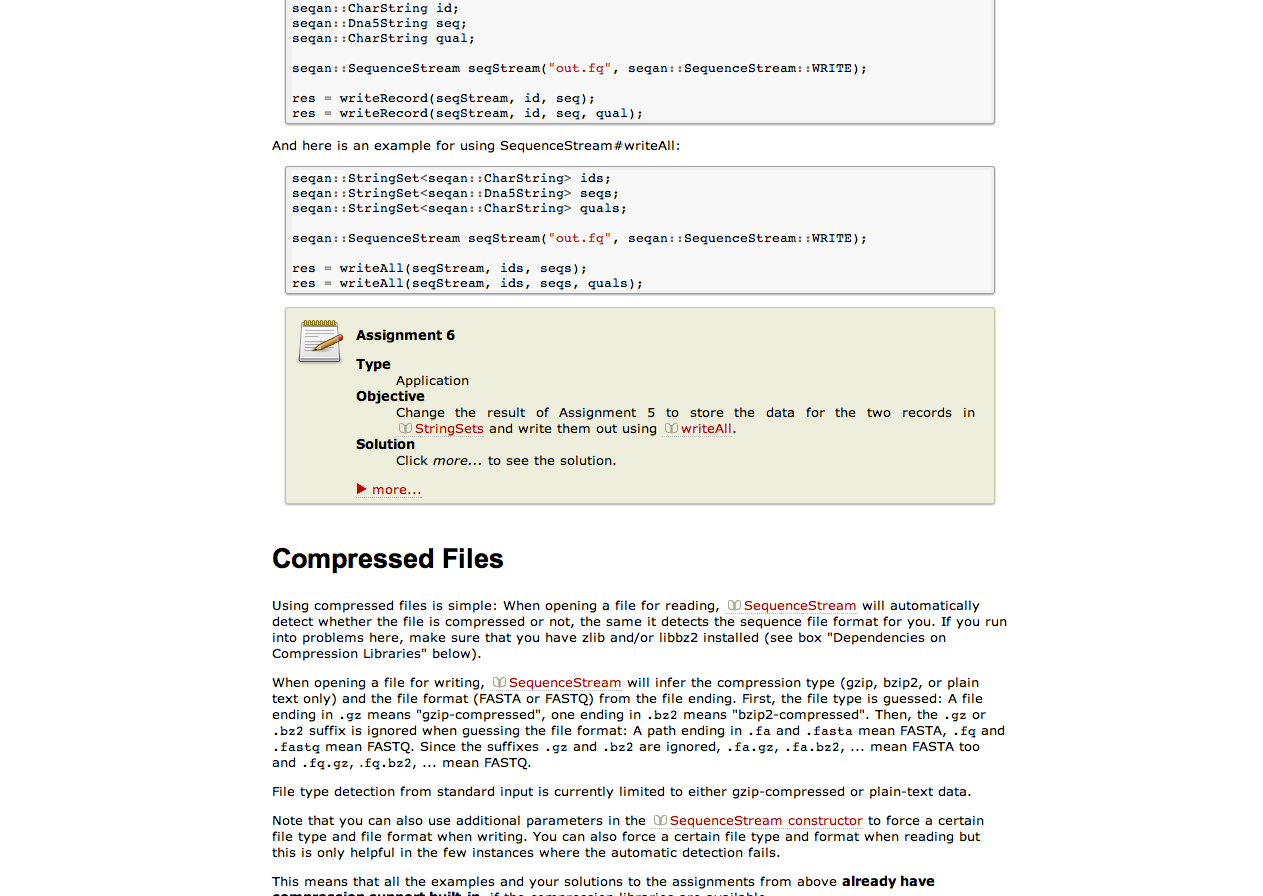 seqan::CharString id;
seqan::Dna5String seq;
seqan::CharString qual;
seqan::SequenceStream seqStream("out.fq", seqan::SequenceStream::WRITE);
res = writeRecord(seqStream, id, seq);
res = writeRecord(seqStream, id, seq, qual);
And here is an example for using SequenceStream#writeAll:
seqan::StringSet<seqan::CharString> ids;
seqan::StringSet<seqan::Dna5String> seqs;
seqan::StringSet<seqan::CharString> quals;
seqan::SequenceStream seqStream("out.fq", seqan::SequenceStream::WRITE);
res = writeAll(seqStream, ids, seqs);
res = writeAll(seqStream, ids, seqs, quals);
Assignment 6
Type
Application
Objective
Change the result of Assignment 5 to store the data for the two records in
StringSets and write them out using writeAll.
Solution
Click more... to see the solution.
more...
Compressed Files
Using compressed files is simple: When opening a file for reading, SequenceStream will automatically
detect whether the file is compressed or not, the same it detects the sequence file format for you. If you run
into problems here, make sure that you have zlib and/or libbz2 installed (see box "Dependencies on
Compression Libraries" below).
When opening a file for writing, SequenceStream will infer the compression type (gzip, bzip2, or plain
text only) and the file format (FASTA or FASTQ) from the file ending. First, the file type is guessed: A file
ending in .gz means "gzip-compressed", one ending in .bz2 means "bzip2-compressed". Then, the .gz or
.bz2 suffix is ignored when guessing the file format: A path ending in .fa and .fasta mean FASTA, .fq and
.fastq mean FASTQ. Since the suffixes .gz and .bz2 are ignored, .fa.gz, .fa.bz2, ... mean FASTA too
and .fq.gz, .fq.bz2, ... mean FASTQ.
File type detection from standard input is currently limited to either gzip-compressed or plain-text data.
Note that you can also use additional parameters in the SequenceStream constructor to force a certain
file type and file format when writing. You can also force a certain file type and format when reading but
this is only helpful in the few instances where the automatic detection fails.
This means that all the examples and your solutions to the assignments from above already have
compression support built-in, if the compression libraries are available.